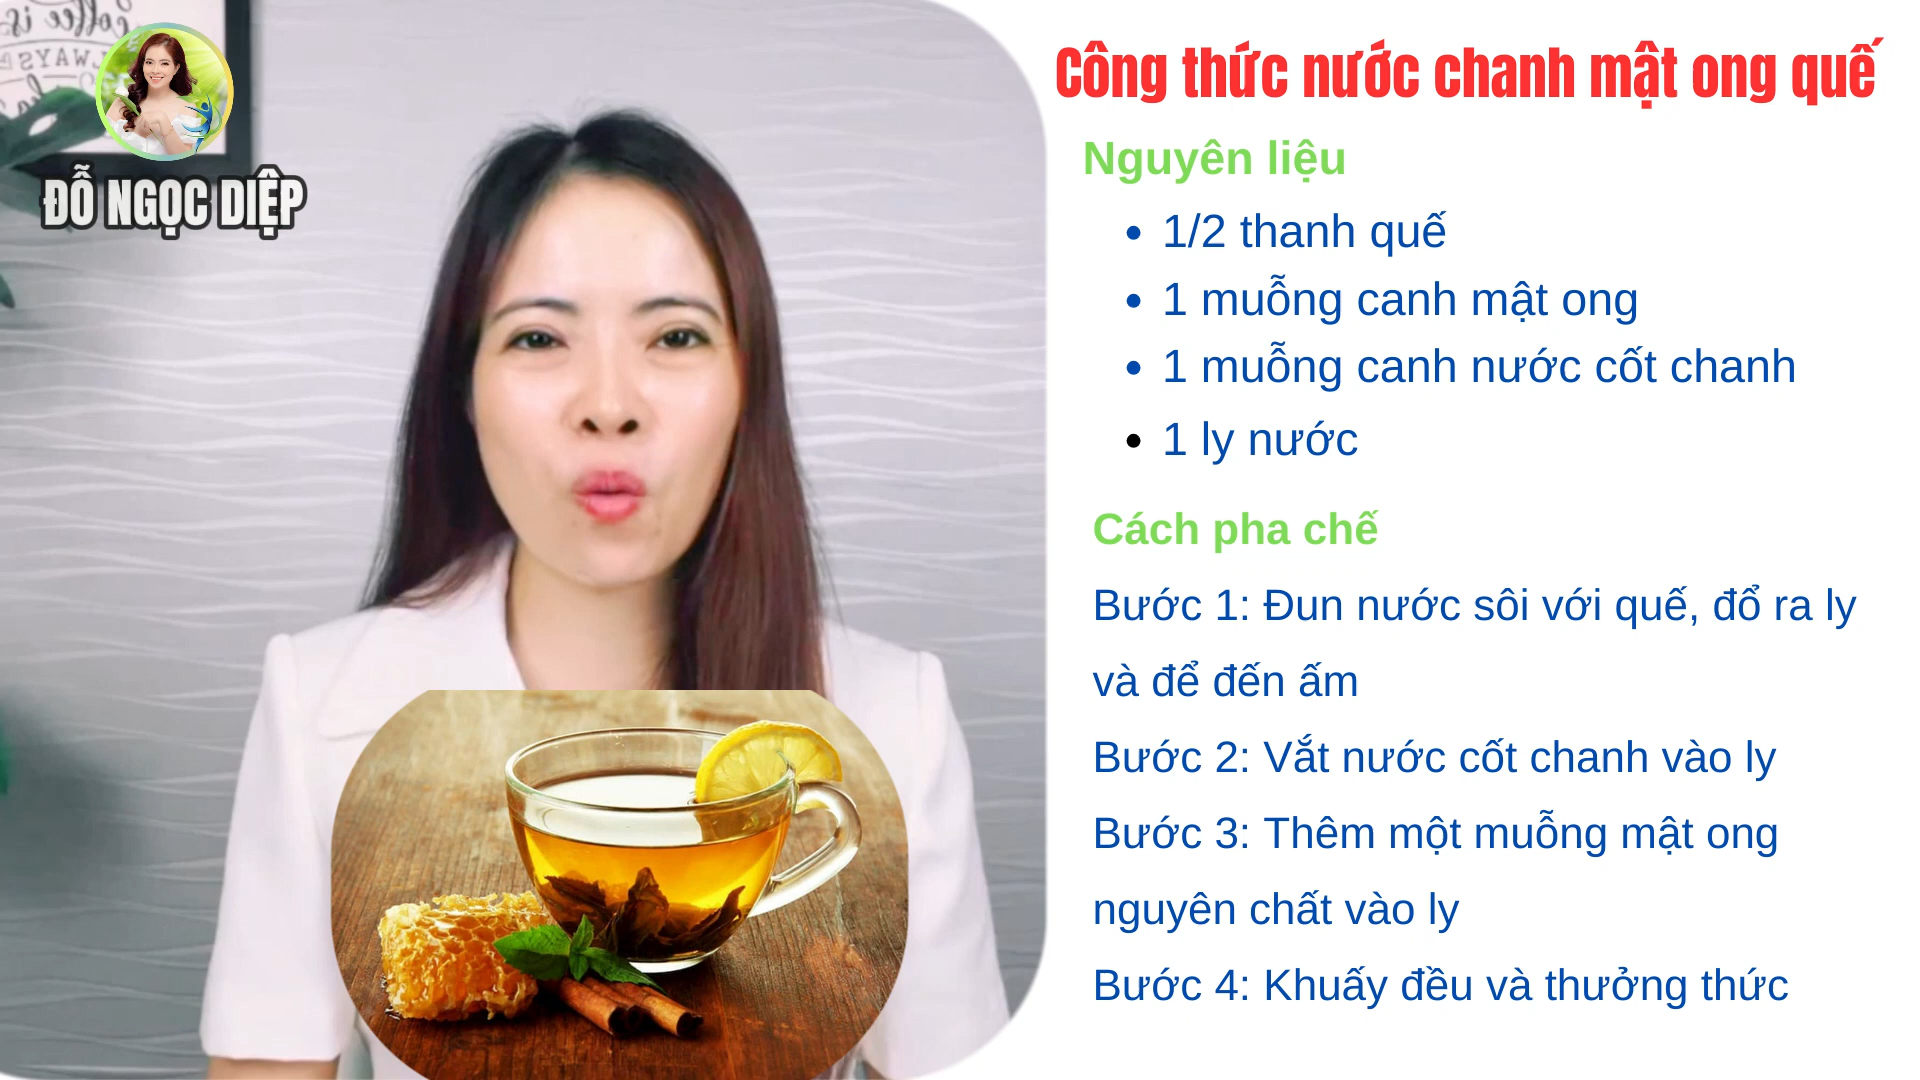 Coffee is
ALWAYS
ĐỖ NGỌC DIỆP
Công thức nước chanh mật ong quế
Nguyên liệu
1/2 thanh quế
1 muỗng canh mật ong
1 muỗng canh nước cốt chanh
1 ly nước
Cách pha chế
Bước 1: Đun nước sôi với quế, đổ ra ly
và để đến ấm
Bước 2: Vắt nước cốt chanh vào ly
Bước 3: Thêm một muỗng mật ong
nguyên chất vào ly
Bước 4: Khuấy đều và thưởng thức